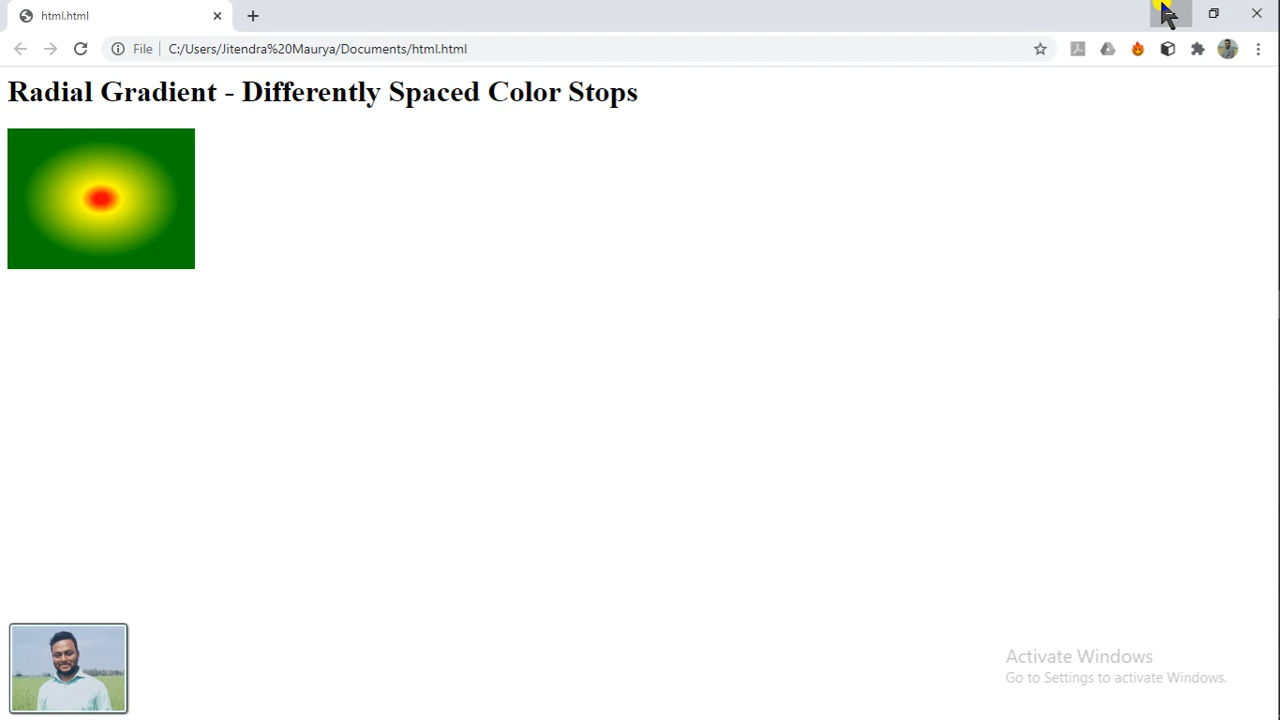 html.html
File
C:/Users/Jitendra%20Maurya/Documents/html.html
Radial Gradient - Differently Spaced Color Stops
Activate Windows
Go to Settings to activate Windows.